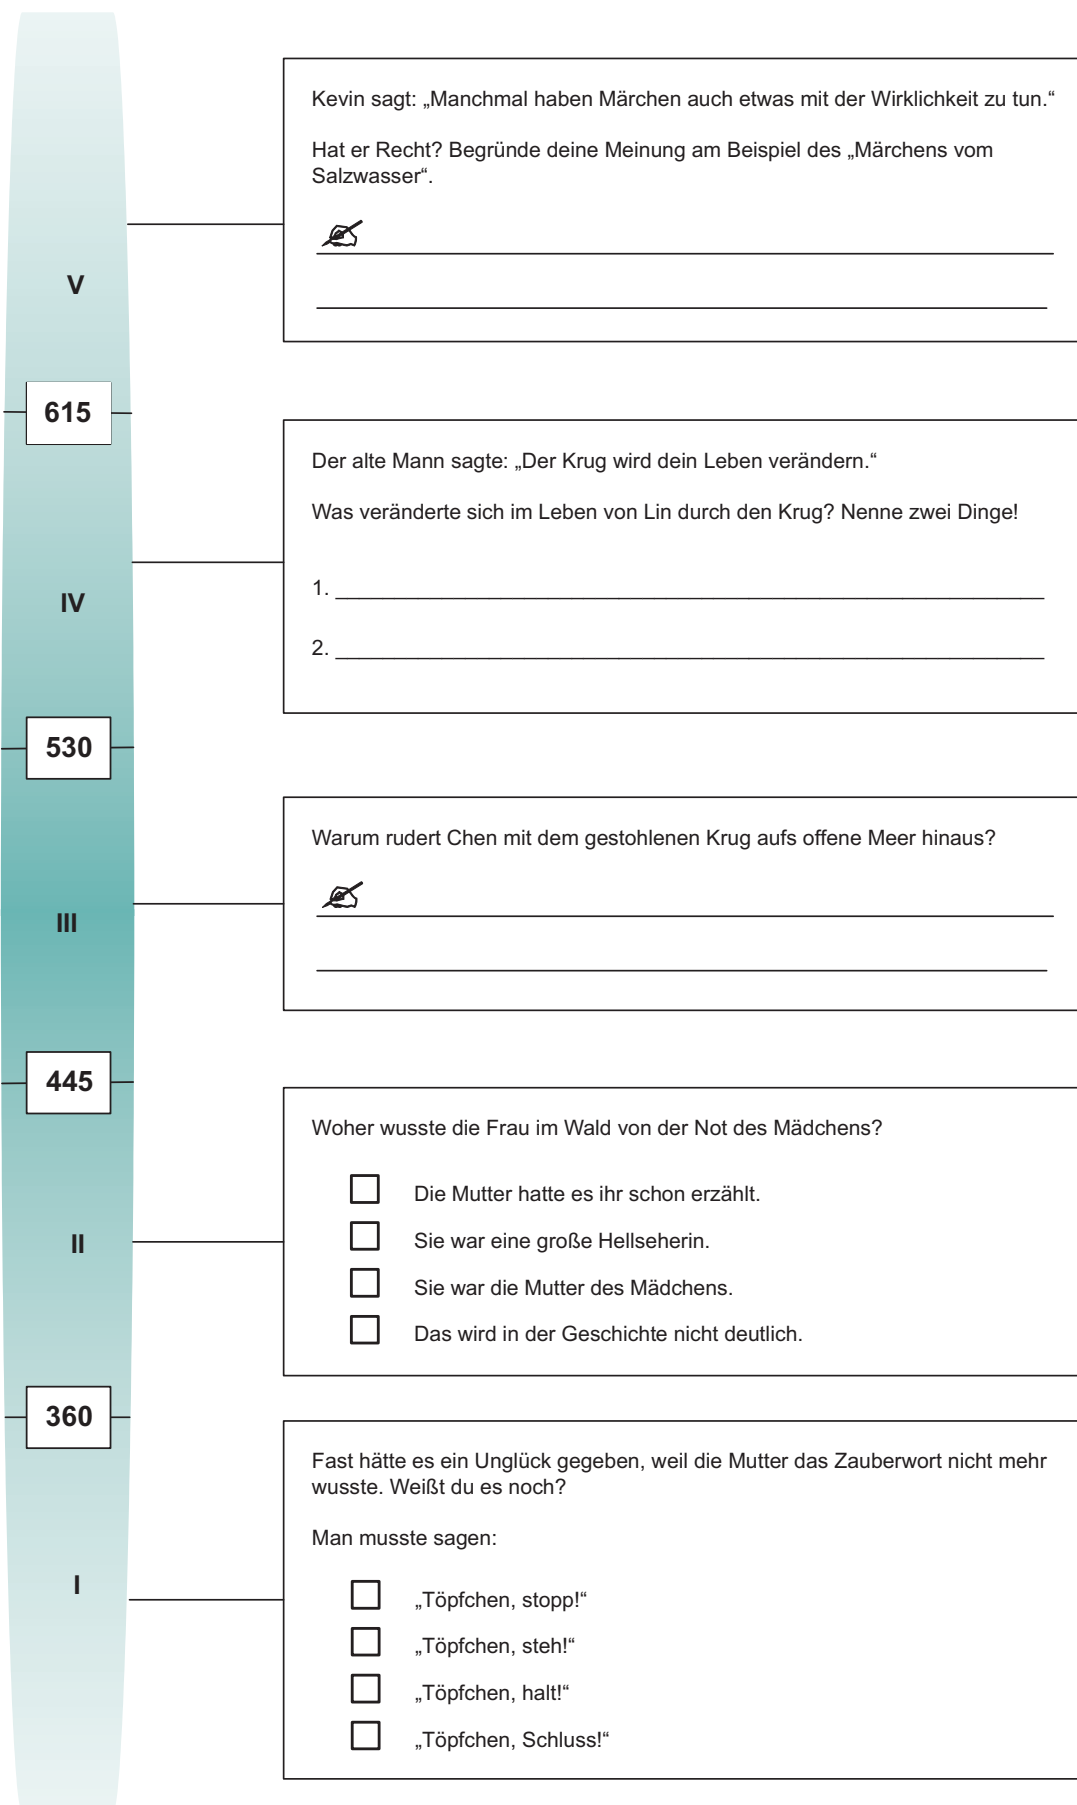 Kevin sagt: „Manchmal haben Märchen auch etwas mit der Wirklichkeit zu tun.“
Hat er Recht? Begründe deine Meinung am Beispiel des „Märchens vom
Salzwasser“.
V
615
Der alte Mann sagte: „Der Krug wird dein Leben verändern.“
Was veränderte sich im Leben von Lin durch den Krug? Nenne zwei Dinge!
1.
IV
2.
530
Warum rudert Chen mit dem gestohlenen Krug aufs offene Meer hinaus?
III
445
Woher wusste die Frau im Wald von der Not des Mädchens?
Die Mutter hatte es ihr schon erzählt.
II
Sie war eine große Hellseherin.
Sie war die Mutter des Mädchens.
Das wird in der Geschichte nicht deutlich.
360
Fast hätte es ein Unglück gegeben, weil die Mutter das Zauberwort nicht mehr
wusste. Weißt du es noch?
Man musste sagen:
I
„Töpfchen, stopp!“
„Töpfchen, steh!“
„Töpfchen, halt!“
„Töpfchen, Schluss!“